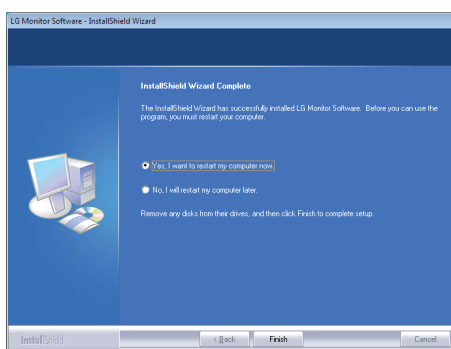 LG Monitor Software - InstallShield Wizard
InstallShield Wizard Complete
The InstallShield Wizard has successfully installed LG Monitor Software. Before you can use the
program, you must restart your computer.
Yes, I want to restart my computer now.
No, I will restart my computer later.
Remove any disks from their drives, and then click Finish to complete setup.
InstallShield
< Back Finish Cancel